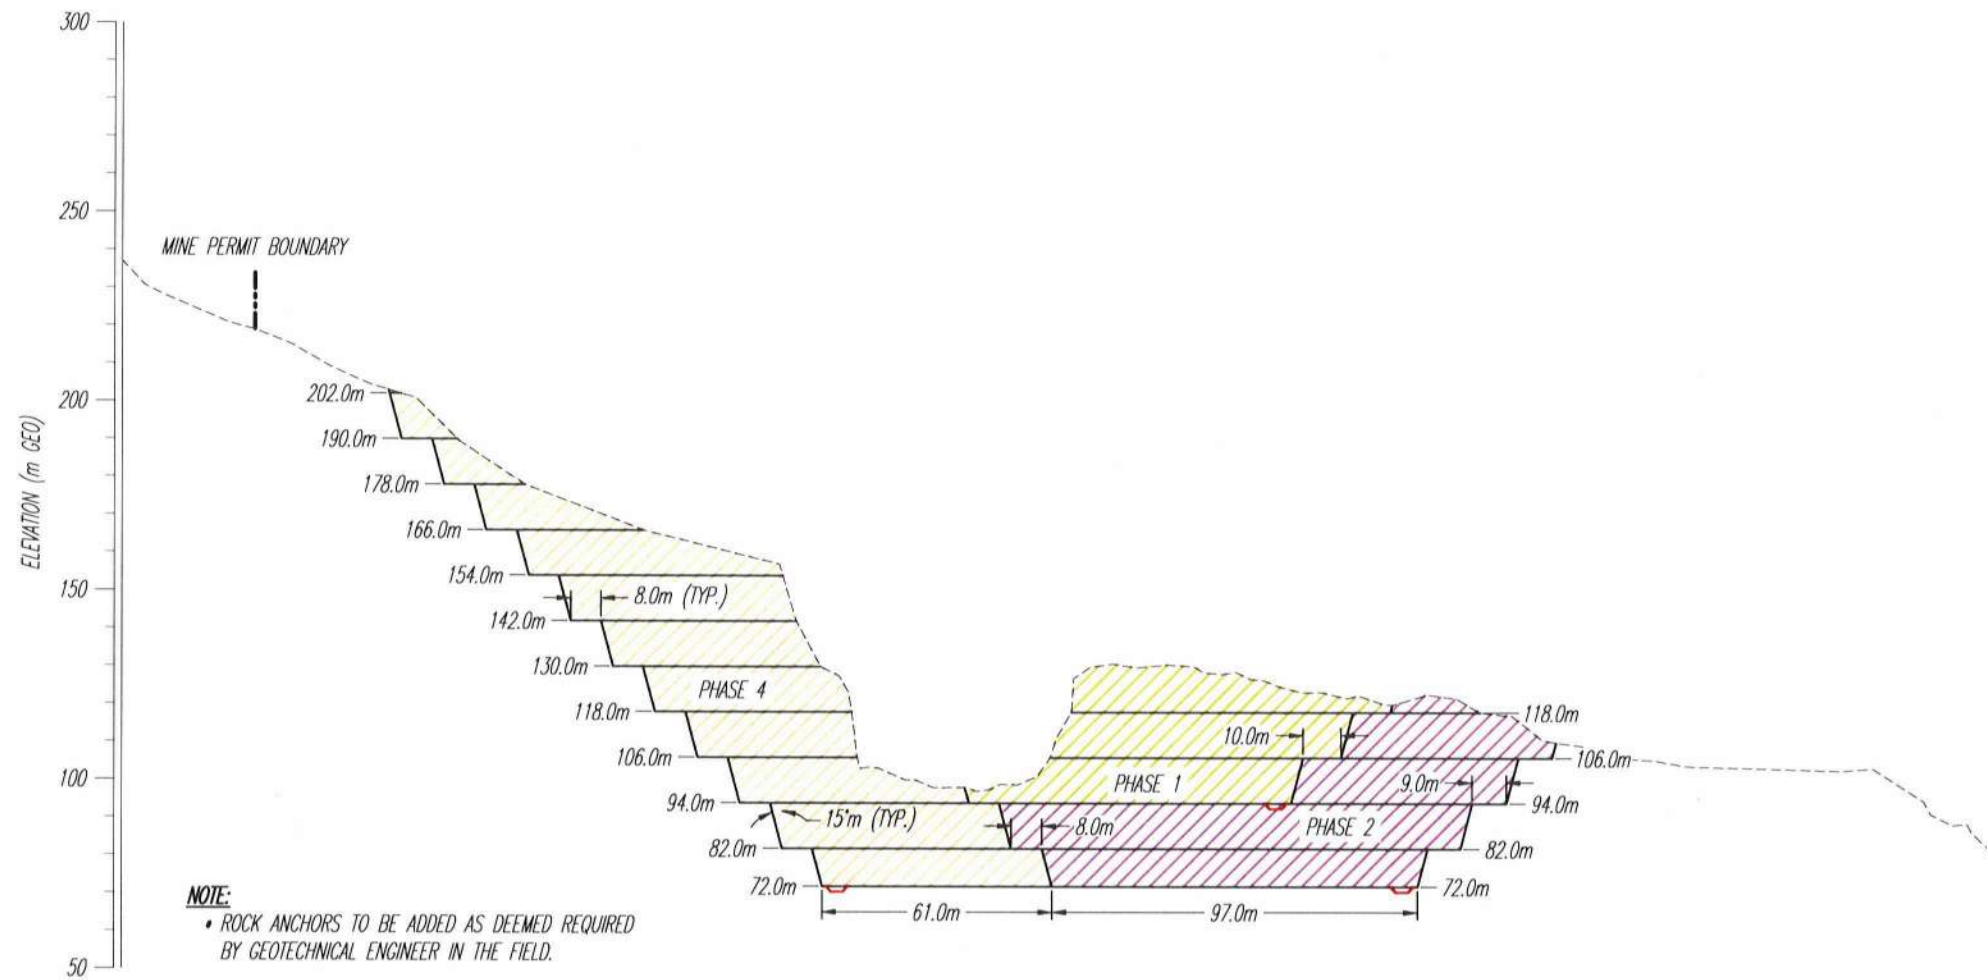 300
250
MINE PERMIT BOUNDARY
202.0m
200
190.0m
ELEVATION (m GEO)
178.0m
166.0m
154.0m
150
8.0m (TYP.)
142.0m
130.0m
PHASE 4
118.0m
118.0m
10.0m
106.0m
106.0m
100
PHASE 1
9.0m
94.0m
94.0m
15°m (TYP.)
8.0m
PHASE 2
82.0m
82.0m
72.0m
72.0m
NOTE:
61.0m
97.0m
• ROCK ANCHORS TO BE ADDED AS DEEMED REQUIRED
BY GEOTECHNICAL ENGINEER IN THE FIELD.
50